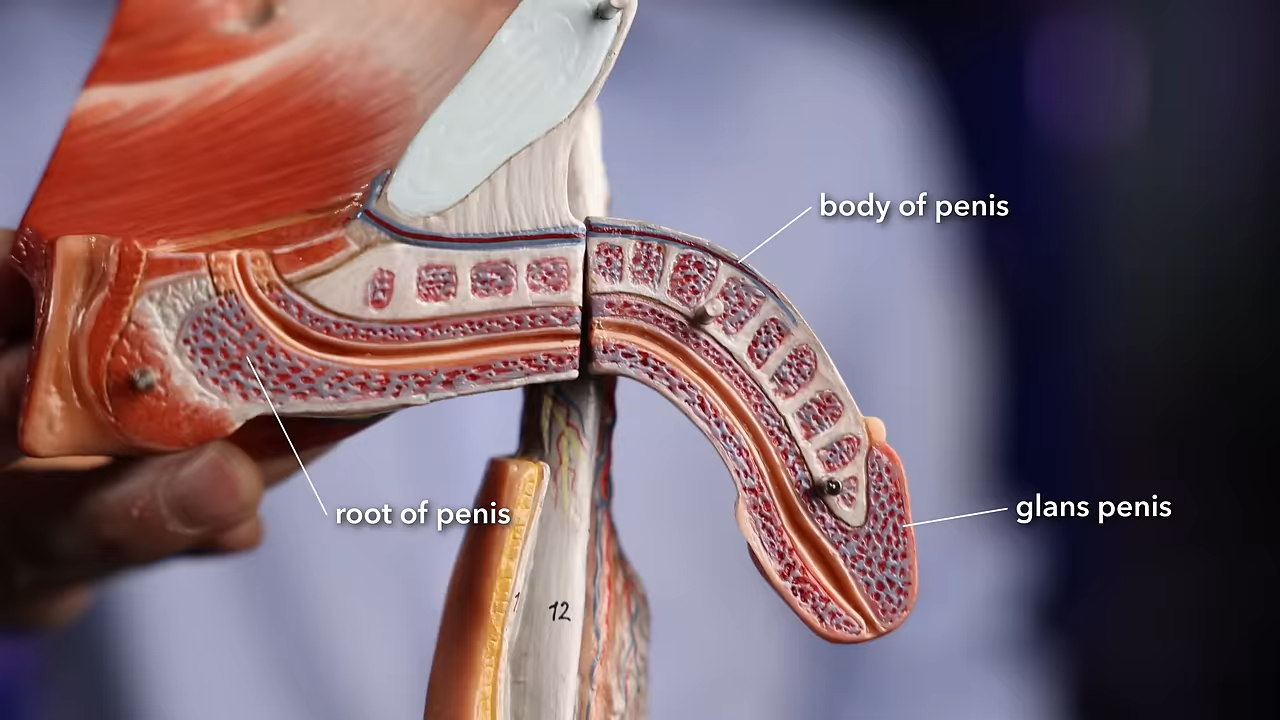 body of penis
glans penis
root of penis
12